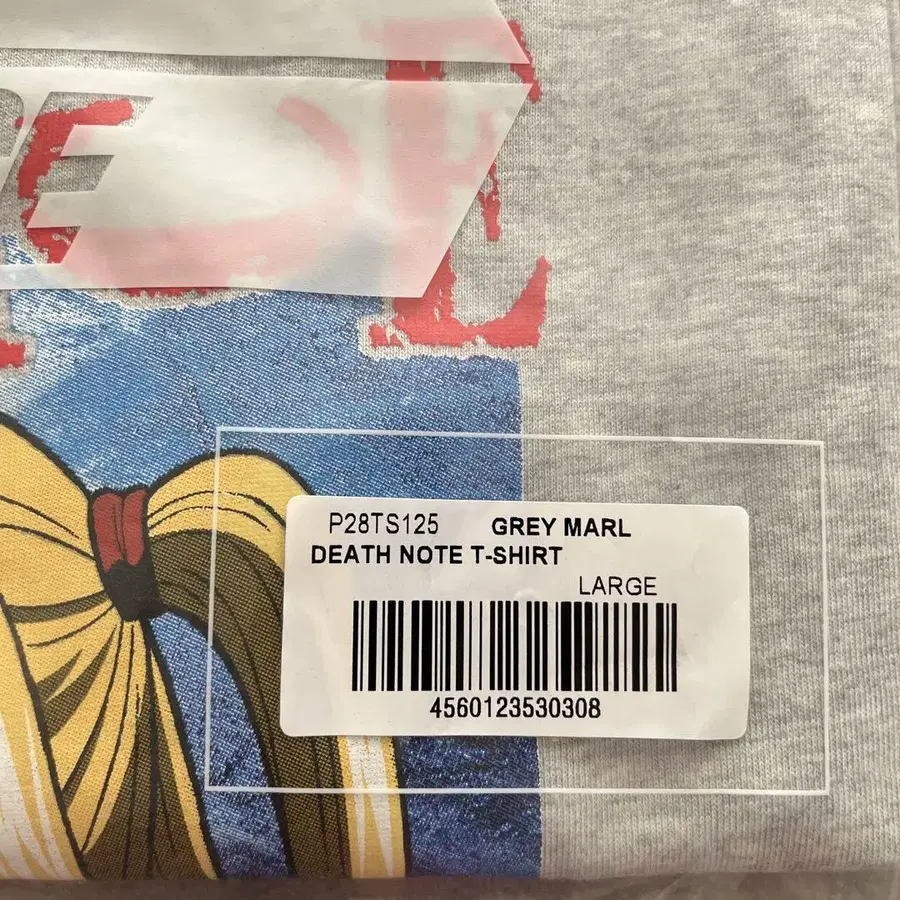 E
P28TS125 GREY MARL
DEATH NOTE T-SHIRT
LARGE
4560123530308